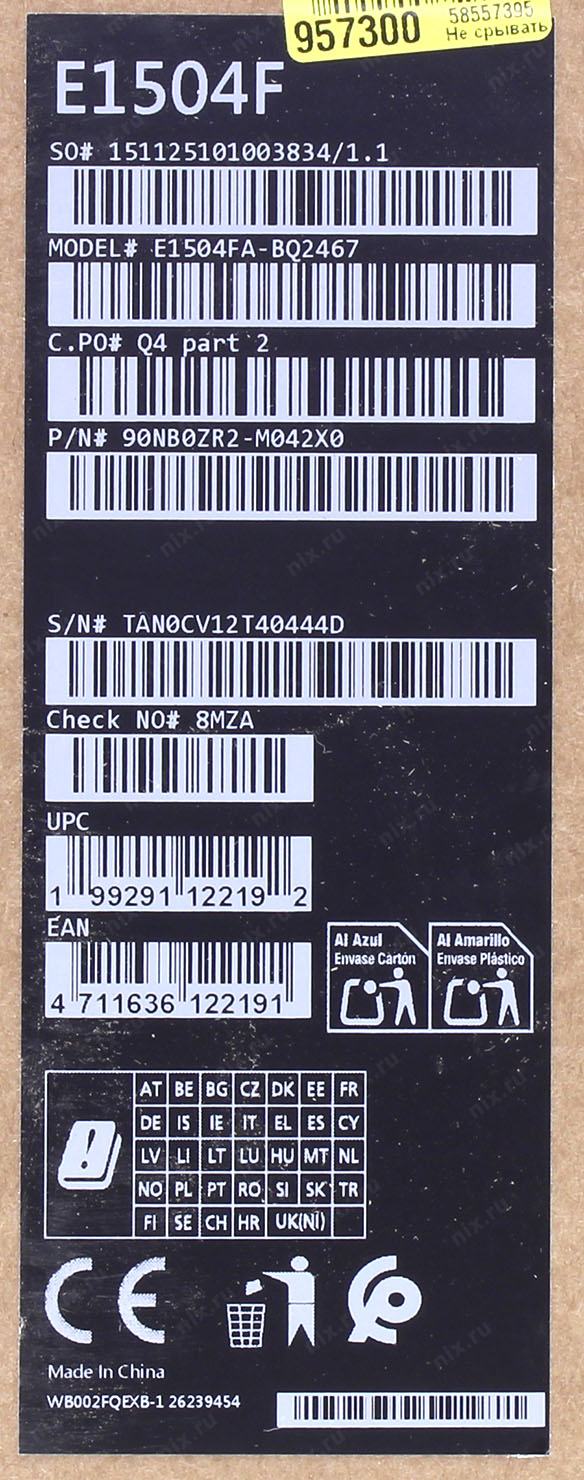 957300
58557395
Не срывать
E1504F
SO# 151125101003834/1.1
MODEL# E1504FA-BQ2467
C.PO# Q4 part 2
P/N# 90NB0ZR2-M042X0
S/N# TAN0CV12T40444D
Check NO# 8MZA
UPC
1 99291 12219 2
EAN
4 711636 122191
Al Azul
Envase Cartón
Al Amarillo
Envase Plástico
AT BE BG CZ DK EE FR
DE IS IE IT EL ES CY
LV LI LT LU HU MT NL
NO PL PT RO SI SK TR
FI SE CH HR UK(NI)
CE
Made In China
WB002FQEXB-1 26239454
nix.ru